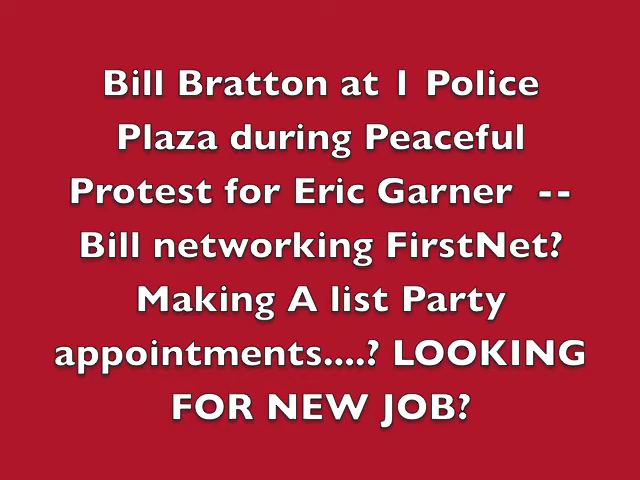 Bill Bratton at 1 Police
Plaza during Peaceful
Protest for Eric Garner  --
Bill networking FirstNet?
Making A list Party
appointments....? LOOKING
FOR NEW JOB?